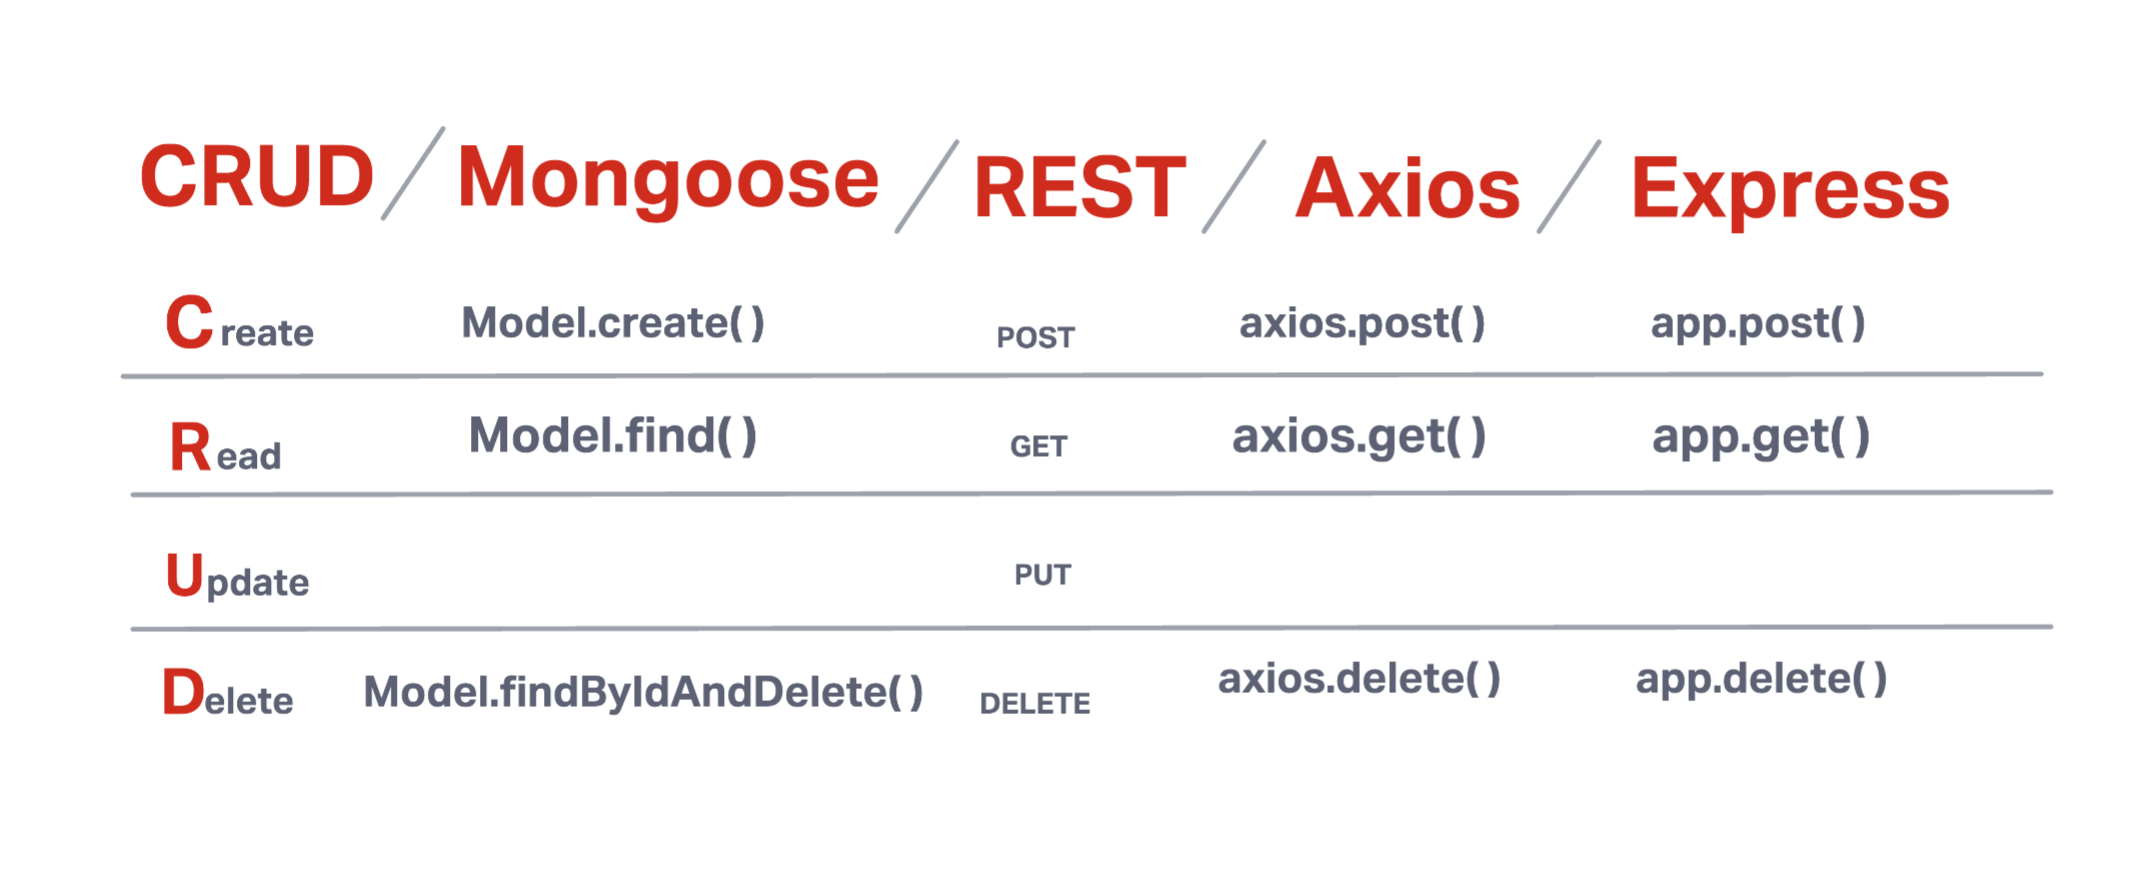 CRUD / Mongoose / REST / Axios / Express
Create Model.create() POST axios.post() app.post()
Read Model.find() GET axios.get() app.get()
Update PUT
Delete Model.findByIdAndDelete() DELETE axios.delete() app.delete()